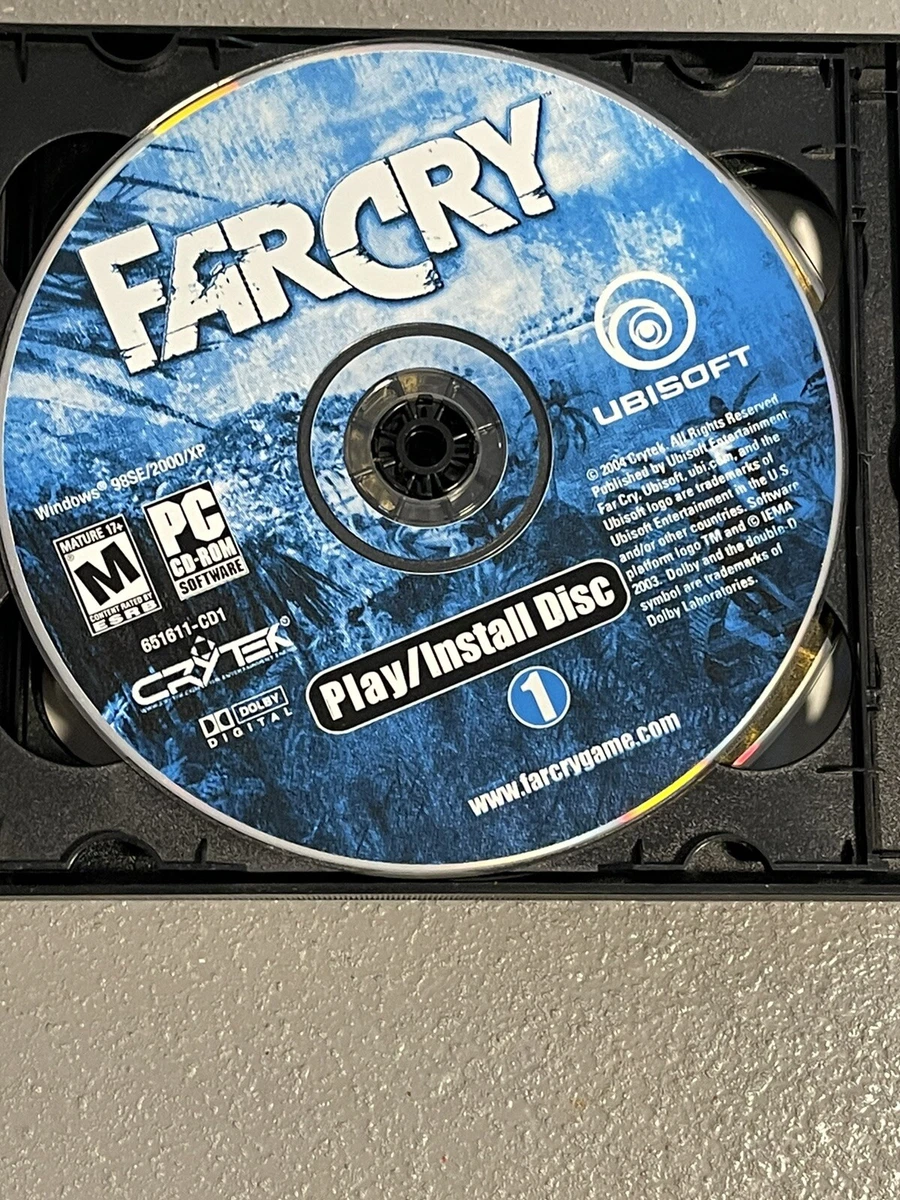 FARCRY™
UBISOFT
Windows® 98SE/2000/XP
MATURE 17+
M
CONTENT RATED BY
ESRB
PC
CD-ROM
SOFTWARE
651611-CD1
CRYTEK®
DOLBY
DIGITAL
Play/Install Disc
1
www.farcrygame.com
© 2004 Crytek. All Rights Reserved.
Published by Ubisoft Entertainment.
Far Cry, Ubisoft, ubi.com, and the
Ubisoft logo are trademarks of
Ubisoft Entertainment in the U.S
and/or other countries. Software
platform logo TM and © IEMA
2003. Dolby and the double-D
symbol are trademarks of
Dolby Laboratories.